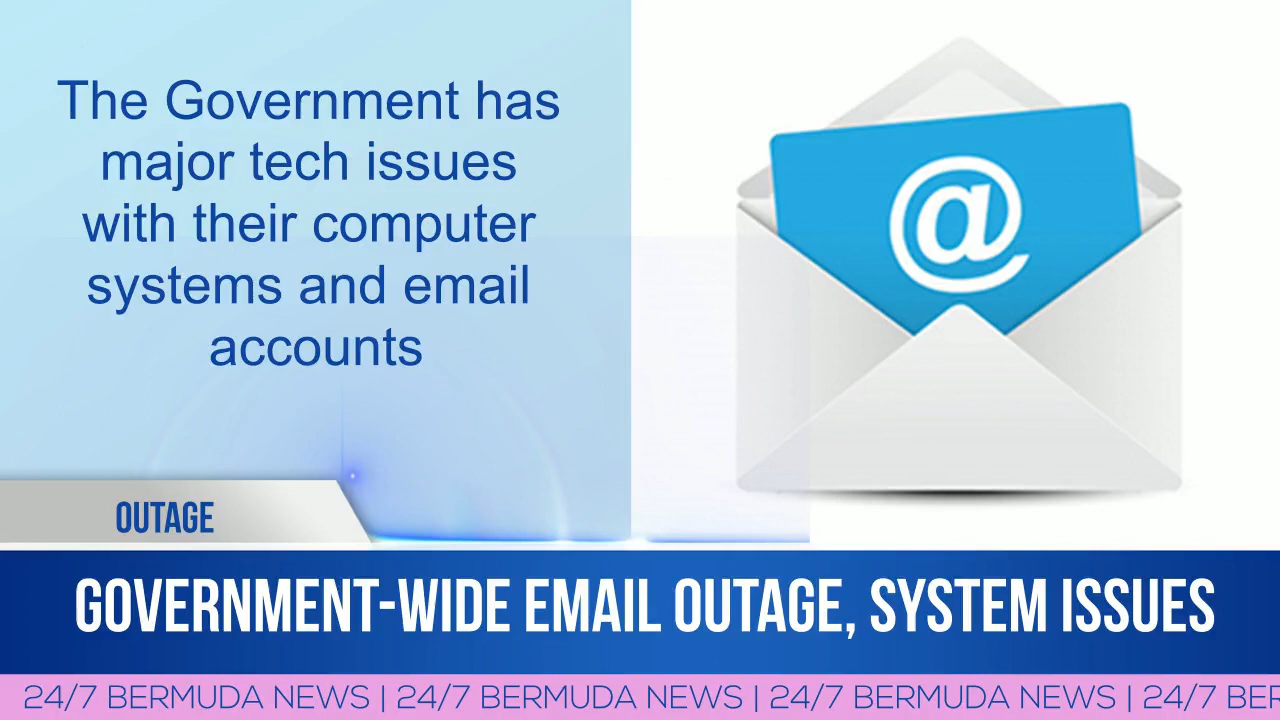 The Government has
major tech issues
with their computer
systems and email
accounts
@
OUTAGE
GOVERNMENT-WIDE EMAIL OUTAGE, SYSTEM ISSUES
24/7 BERMUDA NEWS | 24/7 BERMUDA NEWS | 24/7 BERMUDA NEWS | 24/7 BER